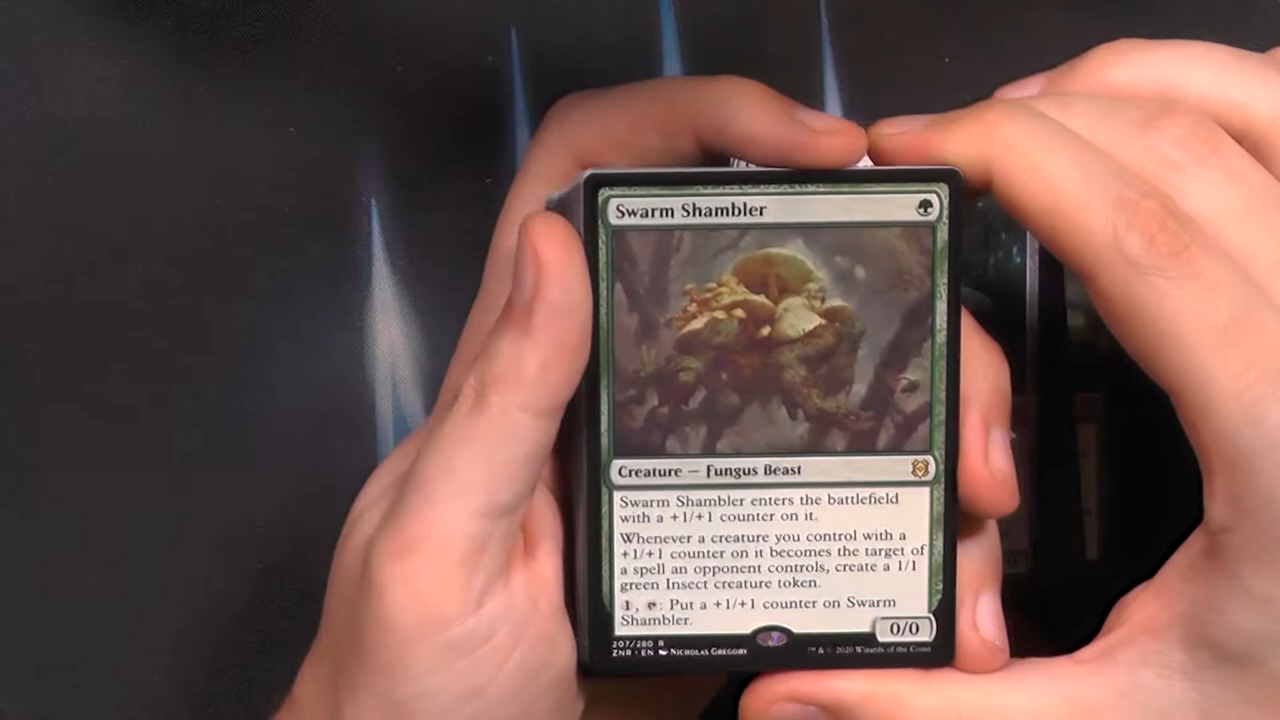 Swarm Shambler
Creature — Fungus Beast
Swarm Shambler enters the battlefield
with a +1/+1 counter on it.
Whenever a creature you control with a
+1/+1 counter on it becomes the target of
a spell an opponent controls, create a 1/1
green Insect creature token.
1, : Put a +1/+1 counter on Swarm
Shambler.
0/0
207/280 R
ZNR • EN Nicholas Gregory
™ & © 2020 Wizards of the Coast